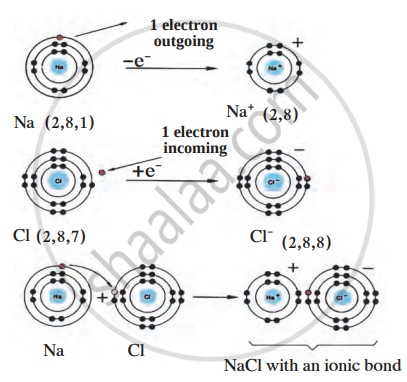 1 electron
outgoing
Na
−e⁻
Na⁺
+
Na (2,8,1)
Na⁺ (2,8)
1 electron
incoming
Cl
+e⁻
Cl⁻
−
Cl (2,8,7)
Cl⁻ (2,8,8)
Na
+
Cl
Na⁺
+
Cl⁻
−
Na
Cl
NaCl with an ionic bond
shaalaa.com